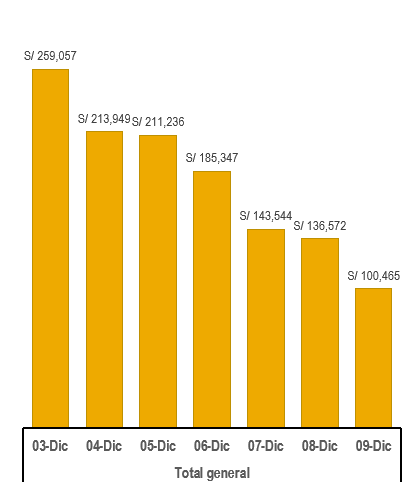 S/ 259,057
S/ 213,949 S/ 211,236
S/ 185,347
S/ 143,544
S/ 136,572
S/ 100,465
03-Dic 04-Dic 05-Dic 06-Dic 07-Dic 08-Dic 09-Dic
Total general